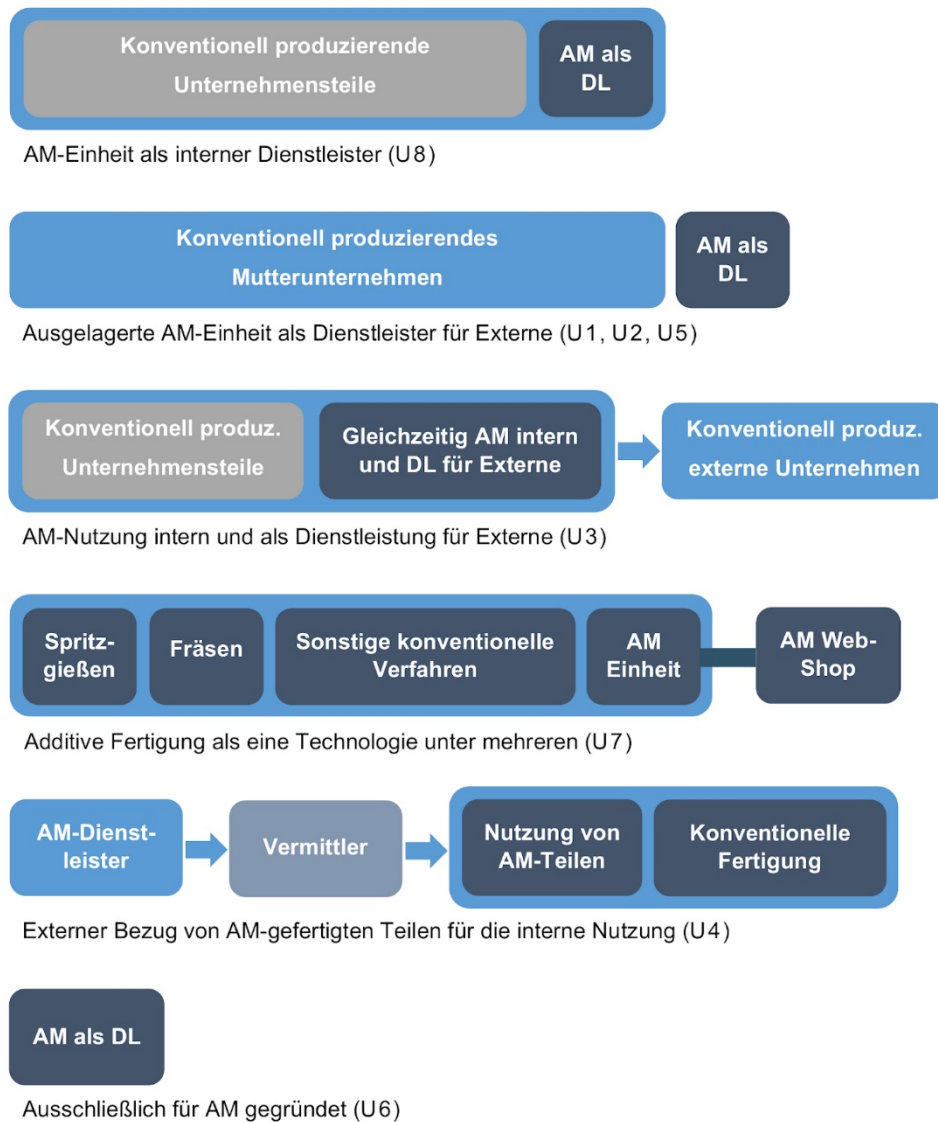 Konventionell produzierende
Unternehmensteile
AM als
DL
AM-Einheit als interner Dienstleister (U8)
Konventionell produzierendes
Mutterunternehmen
AM als
DL
Ausgelagerte AM-Einheit als Dienstleister für Externe (U1, U2, U5)
Konventionell produz.
Unternehmensteile
Gleichzeitig AM intern
und DL für Externe
Konventionell produz.
externe Unternehmen
AM-Nutzung intern und als Dienstleistung für Externe (U3)
Spritz-
gießen
Fräsen
Sonstige konventionelle
Verfahren
AM
Einheit
AM Web-
Shop
Additive Fertigung als eine Technologie unter mehreren (U7)
AM-Dienst-
leister
Vermittler
Nutzung von
AM-Teilen
Konventionelle
Fertigung
Externer Bezug von AM-gefertigten Teilen für die interne Nutzung (U4)
AM als DL
Ausschließlich für AM gegründet (U6)